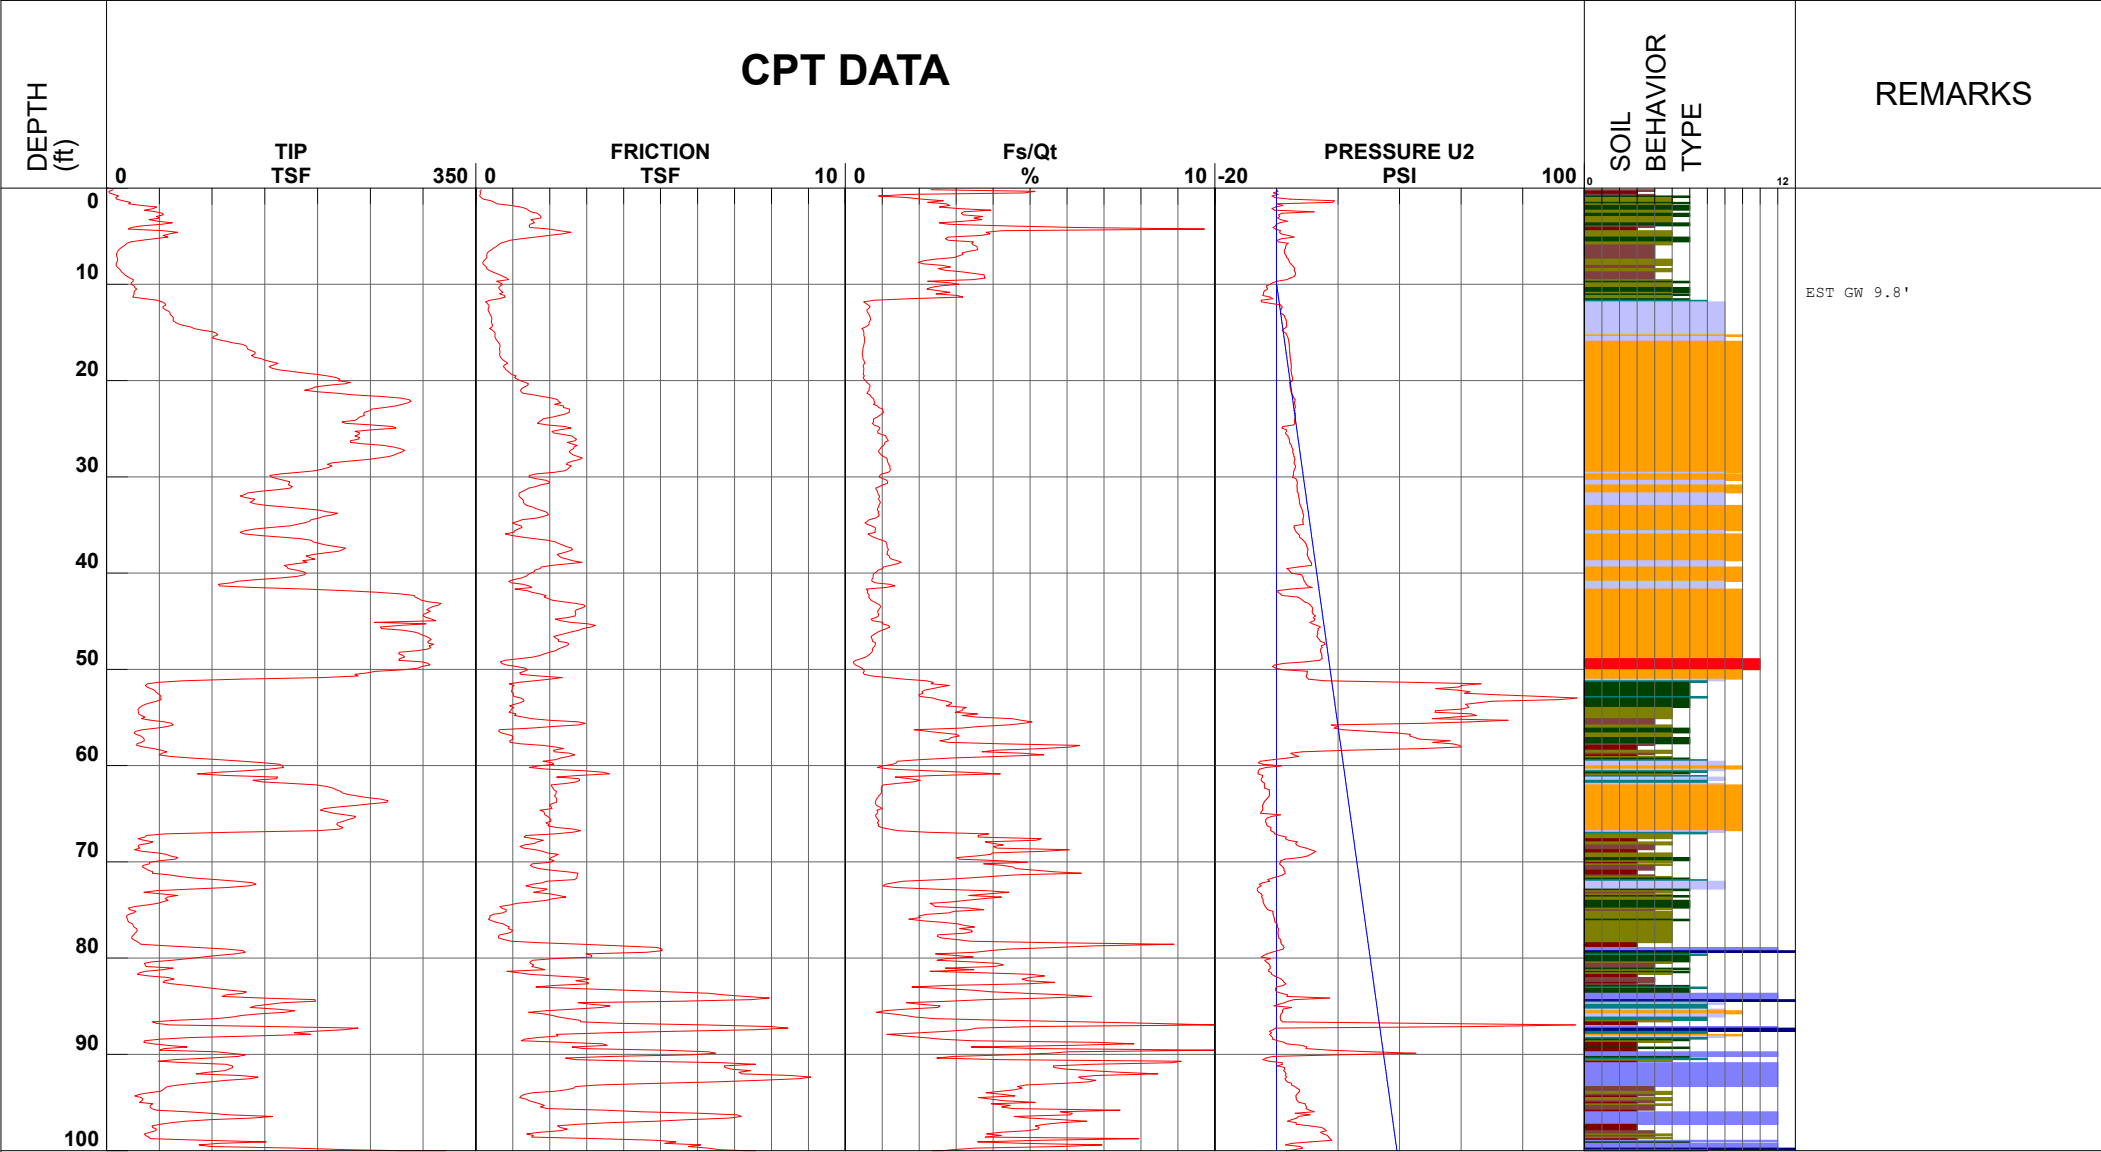 CPT DATA
DEPTH
(ft)
SOIL
BEHAVIOR
TYPE
REMARKS
TIP
FRICTION
Fs/Qt
PRESSURE U2
0 TSF 350
0 TSF 10
0 % 10
-20 PSI 100
0 12
0
10
EST GW 9.8'
20
30
40
50
60
70
80
90
100